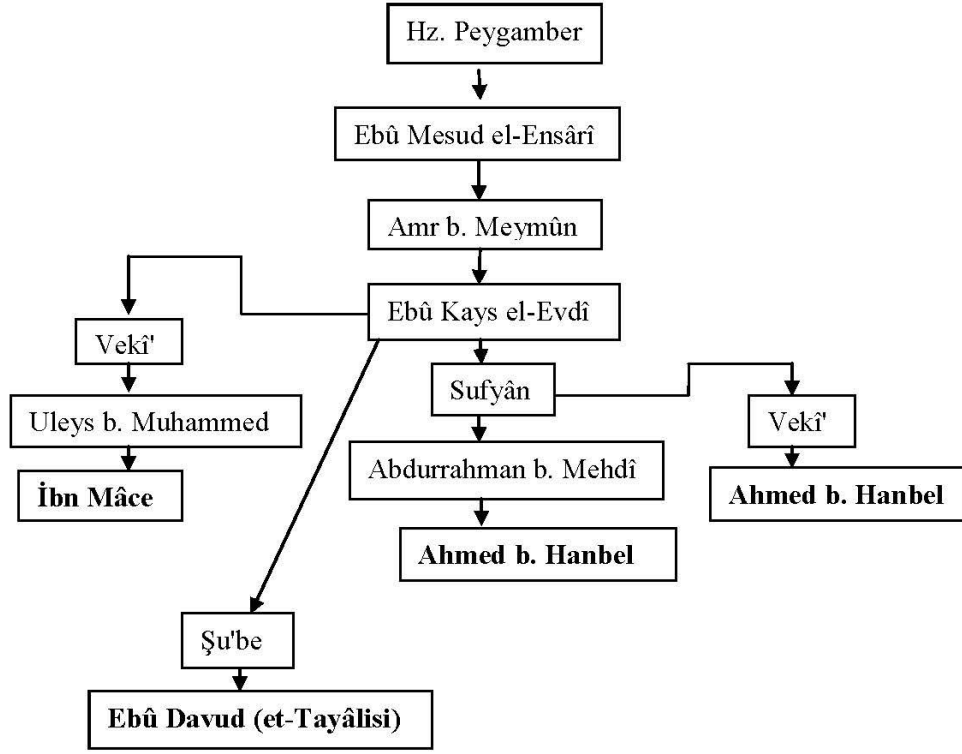 Hz. Peygamber
Ebû Mesud el-Ensârî
Amr b. Meymûn
Ebû Kays el-Evdî
Vekî'
Sufyân
Vekî'
Uleys b. Muhammed
Abdurrahman b. Mehdî
İbn Mâce
Ahmed b. Hanbel
Ahmed b. Hanbel
Şu'be
Ebû Davud (et-Tayâlisi)